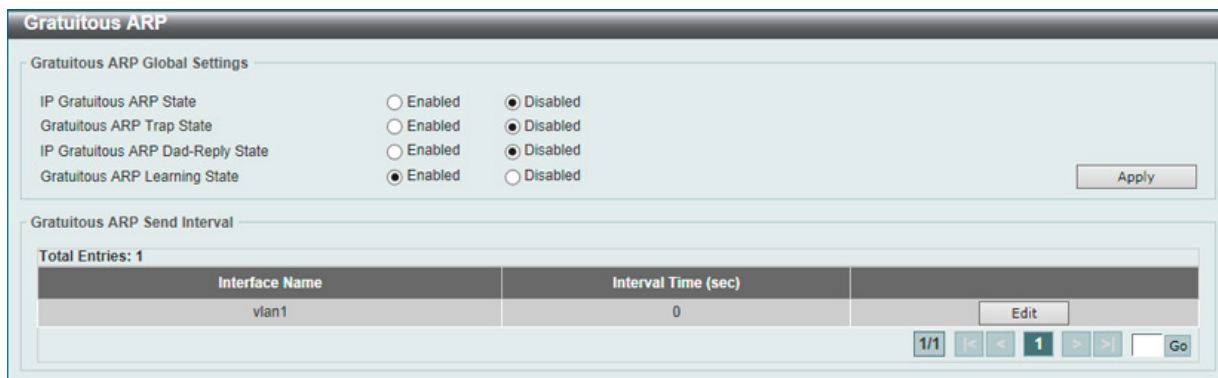 Gratuitous ARP
Gratuitous ARP Global Settings
IP Gratuitous ARP State Enabled Disabled
Gratuitous ARP Trap State Enabled Disabled
IP Gratuitous ARP Dad-Reply State Enabled Disabled
Gratuitous ARP Learning State Enabled Disabled Apply
Gratuitous ARP Send Interval
Total Entries: 1
Interface Name Interval Time (sec)
vlan1 0 Edit
1/1 |< < 1 > >| Go